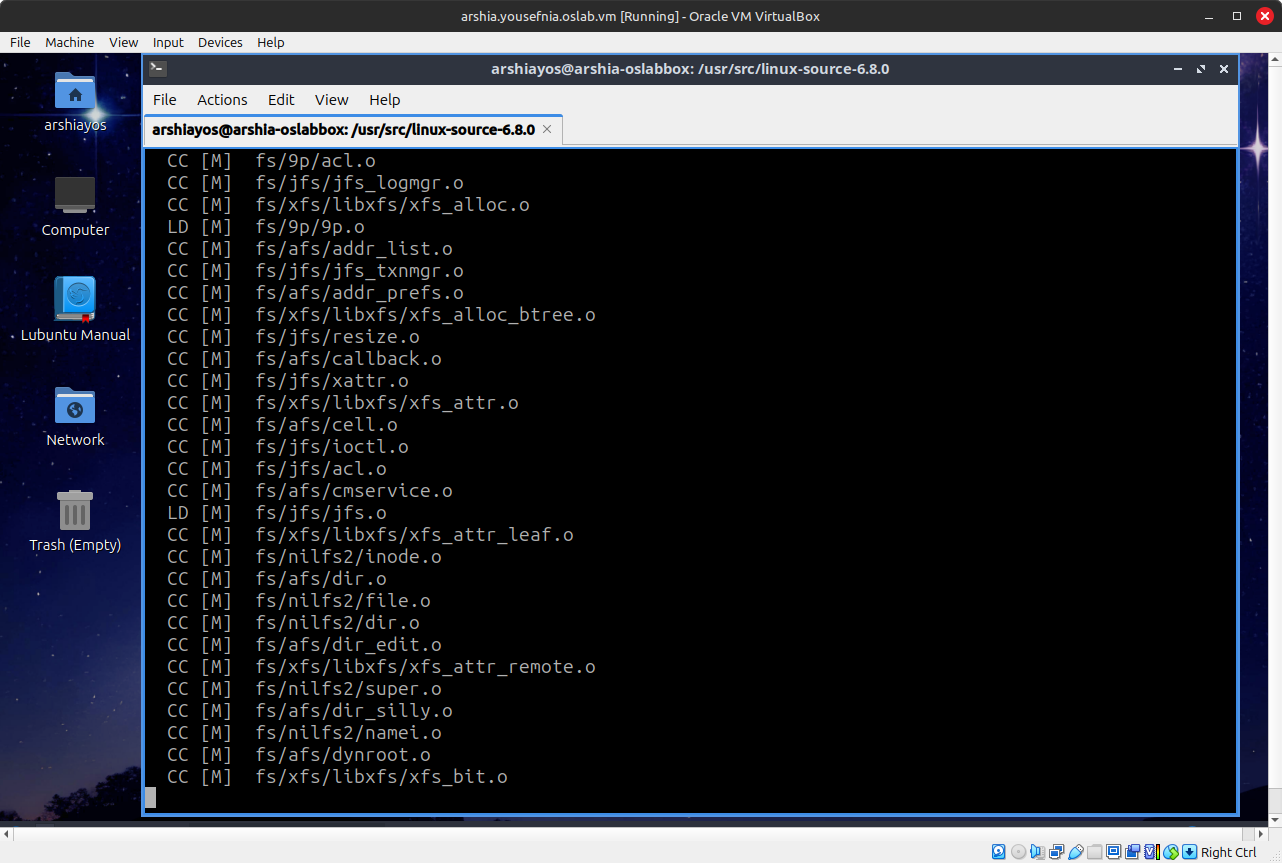 arshia.yousefnia.oslab.vm [Running] - Oracle VM VirtualBox
File Machine View Input Devices Help
arshiayos@arshia-oslabbox: /usr/src/linux-source-6.8.0
File Actions Edit View Help
arshiayos@arshia-oslabbox: /usr/src/linux-source-6.8.0
arshiayos
Computer
Lubuntu Manual
Network
Trash (Empty)
CC [M] fs/9p/acl.o
CC [M] fs/jfs/jfs_logmgr.o
CC [M] fs/xfs/libxfs/xfs_alloc.o
LD [M] fs/9p/9p.o
CC [M] fs/afs/addr_list.o
CC [M] fs/jfs/jfs_txnmgr.o
CC [M] fs/afs/addr_prefs.o
CC [M] fs/xfs/libxfs/xfs_alloc_btree.o
CC [M] fs/jfs/resize.o
CC [M] fs/afs/callback.o
CC [M] fs/jfs/xattr.o
CC [M] fs/xfs/libxfs/xfs_attr.o
CC [M] fs/afs/cell.o
CC [M] fs/jfs/ioctl.o
CC [M] fs/jfs/acl.o
CC [M] fs/afs/cmservice.o
LD [M] fs/jfs/jfs.o
CC [M] fs/xfs/libxfs/xfs_attr_leaf.o
CC [M] fs/nilfs2/inode.o
CC [M] fs/afs/dir.o
CC [M] fs/nilfs2/file.o
CC [M] fs/nilfs2/dir.o
CC [M] fs/afs/dir_edit.o
CC [M] fs/xfs/libxfs/xfs_attr_remote.o
CC [M] fs/nilfs2/super.o
CC [M] fs/afs/dir_silly.o
CC [M] fs/nilfs2/namei.o
CC [M] fs/afs/dynroot.o
CC [M] fs/xfs/libxfs/xfs_bit.o
Right Ctrl